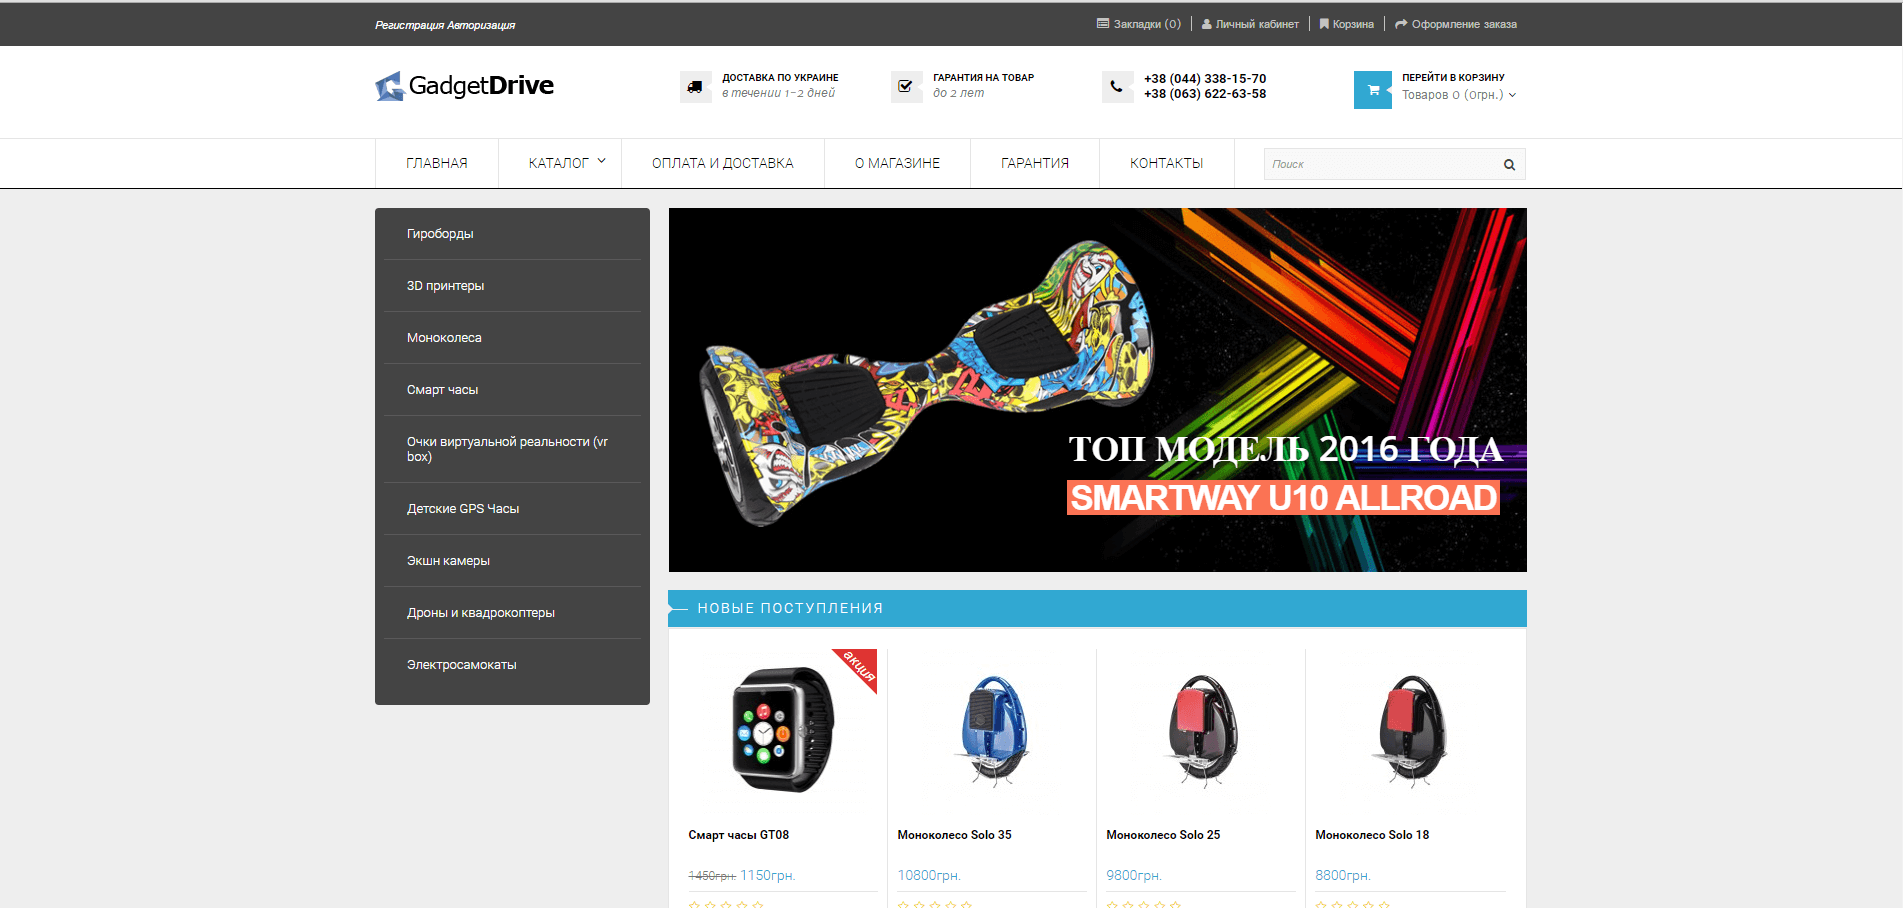 Регистрация Авторизация
Закладки (0)
Личный кабинет
Корзина
Оформление заказа
GadgetDrive
ДОСТАВКА ПО УКРАИНЕ
в течении 1-2 дней
ГАРАНТИЯ НА ТОВАР
до 2 лет
+38 (044) 338-15-70
+38 (063) 622-63-58
ПЕРЕЙТИ В КОРЗИНУ
Товаров 0 (0грн.)
ГЛАВНАЯ
КАТАЛОГ
ОПЛАТА И ДОСТАВКА
О МАГАЗИНЕ
ГАРАНТИЯ
КОНТАКТЫ
Поиск
Гироборды
3D принтеры
Моноколеса
Смарт часы
Очки виртуальной реальности (vr
box)
Детские GPS Часы
Экшн камеры
Дроны и квадрокоптеры
Электросамокаты
ТОП МОДЕЛЬ 2016 ГОДА
SMARTWAY U10 ALLROAD
НОВЫЕ ПОСТУПЛЕНИЯ
акция
Смарт часы GT08
1450грн. 1150грн.
Моноколесо Solo 35
10800грн.
Моноколесо Solo 25
9800грн.
Моноколесо Solo 18
8800грн.